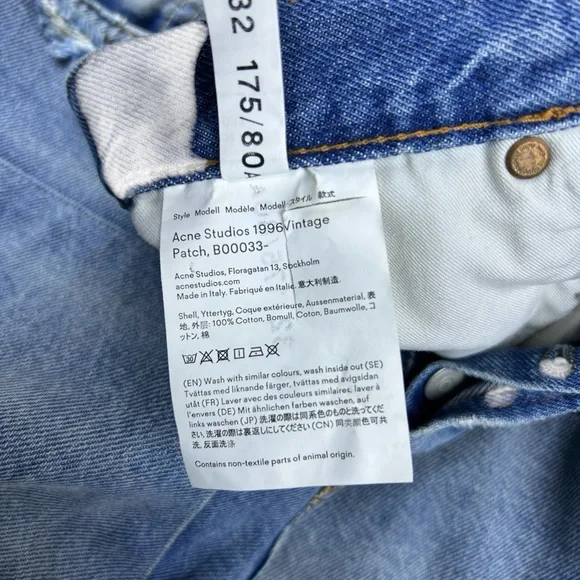 32 175/80A
Style Modell Modèle Modell スタイル 款式
Acne Studios 1996 Vintage
Patch, B00033-
Acne Studios, Floragatan 13, Stockholm
acnestudios.com
Made in Italy. Fabriqué en Italie. 意大利制造.
Shell, Yttertyg, Coque extérieure, Aussenmaterial, 表
地, 外层: 100% Cotton, Bomull, Coton, Baumwolle, コ
ットン, 棉
(EN) Wash with similar colours, wash inside out (SE)
Tvättas med liknande färger, tvättas med avigsidan
utåt (FR) Laver avec des couleurs similaires, laver à
l'envers (DE) Mit ähnlichen farben waschen, auf
links waschen (JP) 洗濯の際は同系色のものと洗ってくだ
さい, 洗濯の際は裏返しにしてください (CN) 同类颜色可共
洗, 反面洗涤
Contains non-textile parts of animal origin.